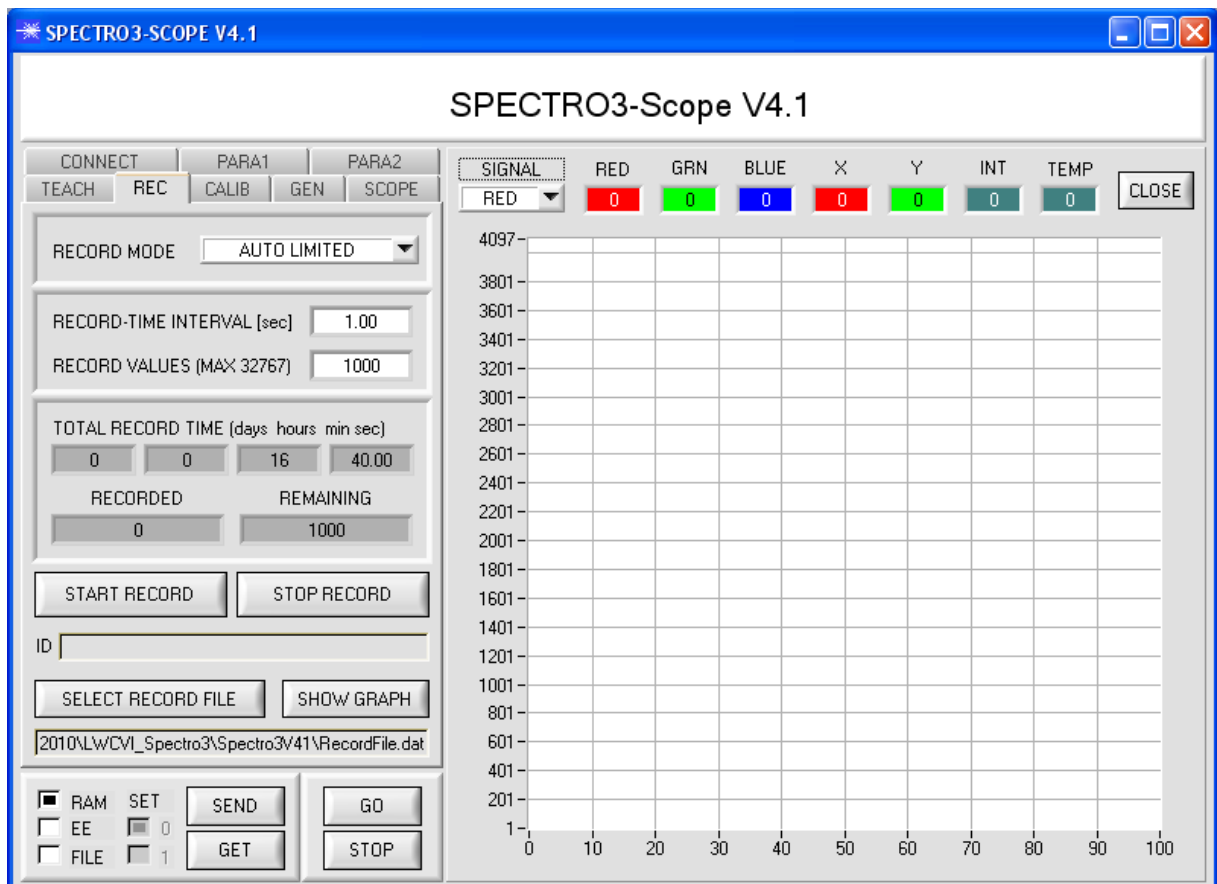 SPECTRO3-SCOPE V4.1
SPECTRO3-Scope V4.1
CONNECT PARA1 PARA2
TEACH REC CALIB GEN SCOPE
RECORD MODE AUTO LIMITED
RECORD-TIME INTERVAL [sec] 1.00
RECORD VALUES (MAX 32767) 1000
TOTAL RECORD TIME (days hours min sec)
0 0 16 40.00
RECORDED REMAINING
0 1000
START RECORD STOP RECORD
ID
SELECT RECORD FILE SHOW GRAPH
2010\LWCVI_Spectro3\Spectro3V41\RecordFile.dat
RAM SET SEND GO
EE 0
FILE 1 GET STOP
SIGNAL RED GRN BLUE X Y INT TEMP
RED 0 0 0 0 0 0 0 CLOSE
4097
3801
3601
3401
3201
3001
2801
2601
2401
2201
2001
1801
1601
1401
1201
1001
801
601
401
201
1
0 10 20 30 40 50 60 70 80 90 100